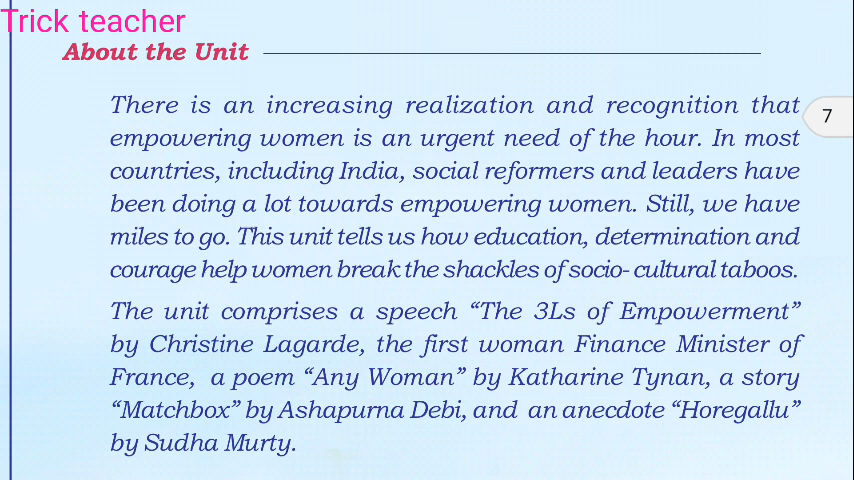 Trick teacher
About the Unit
There is an increasing realization and recognition that
7
empowering women is an urgent need of the hour. In most
countries, including India, social reformers and leaders have
been doing a lot towards empowering women. Still, we have
miles to go. This unit tells us how education, determination and
courage help women break the shackles of socio- cultural taboos.
The unit comprises a speech “The 3Ls of Empowerment”
by Christine Lagarde, the first woman Finance Minister of
France, a poem “Any Woman” by Katharine Tynan, a story
“Matchbox” by Ashapurna Debi, and an anecdote “Horegallu”
by Sudha Murty.